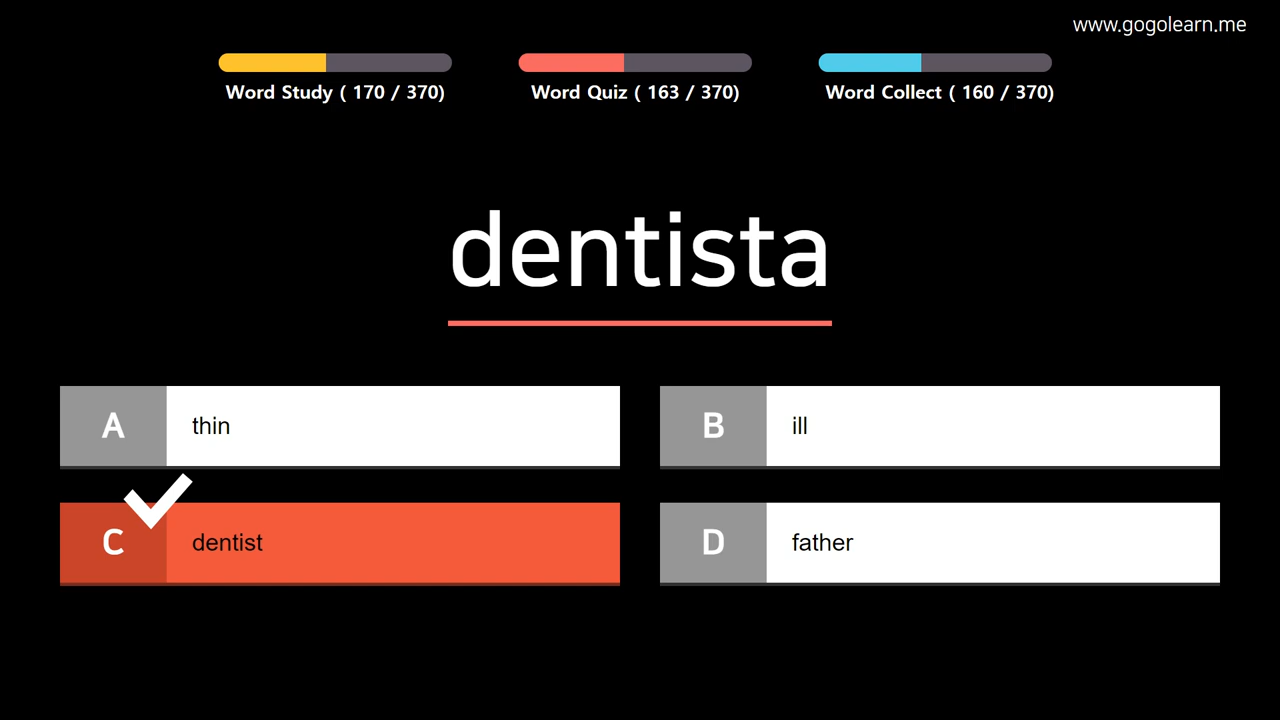 www.gogolearn.me
Word Study ( 170 / 370)
Word Quiz ( 163 / 370)
Word Collect ( 160 / 370)
dentista
A thin
B ill
C dentist
D father